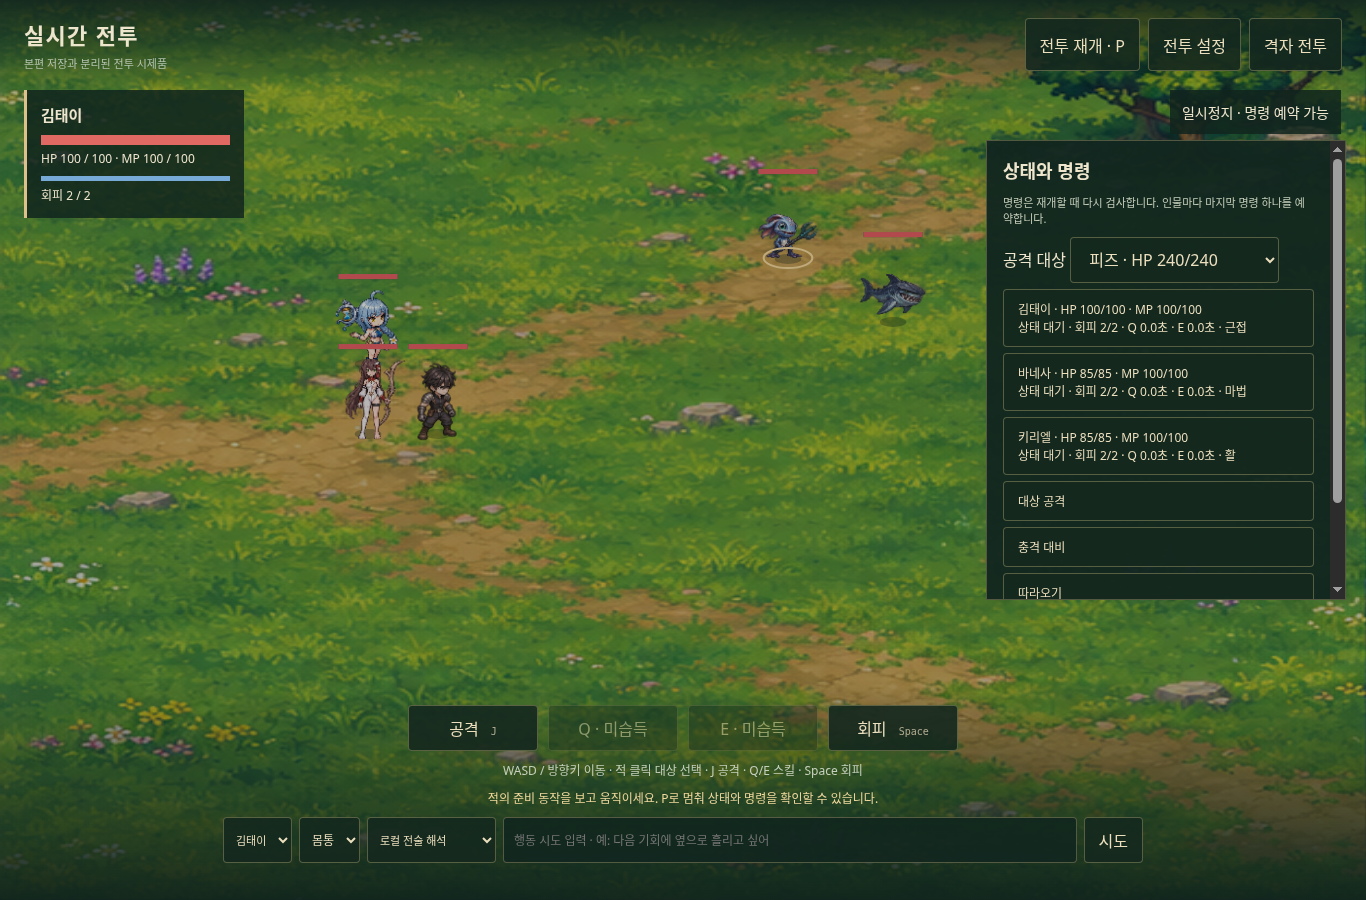 실시간 전투
본편 저장과 분리된 전투 시제품
전투 재개 · P
전투 설정
격자 전투
김태이
HP 100 / 100 · MP 100 / 100
회피 2 / 2
일시정지 · 명령 예약 가능
상태와 명령
명령은 재개할 때 다시 검사합니다. 인물마다 마지막 명령 하나를 예
약합니다.
공격 대상
피즈 · HP 240/240
김태이 · HP 100/100 · MP 100/100
상태 대기 · 회피 2/2 · Q 0.0초 · E 0.0초 · 근접
바네사 · HP 85/85 · MP 100/100
상태 대기 · 회피 2/2 · Q 0.0초 · E 0.0초 · 마법
키리엘 · HP 85/85 · MP 100/100
상태 대기 · 회피 2/2 · Q 0.0초 · E 0.0초 · 활
대상 공격
충격 대비
따라오기
공격 J
Q · 미습득
E · 미습득
회피 Space
WASD / 방향키 이동 · 적 클릭 대상 선택 · J 공격 · Q/E 스킬 · Space 회피
적의 준비 동작을 보고 움직이세요. P로 멈춰 상태와 명령을 확인할 수 있습니다.
김태이
몸통
로컬 전술 해석
행동 시도 입력 · 예: 다음 기회에 옆으로 흘리고 싶어
시도